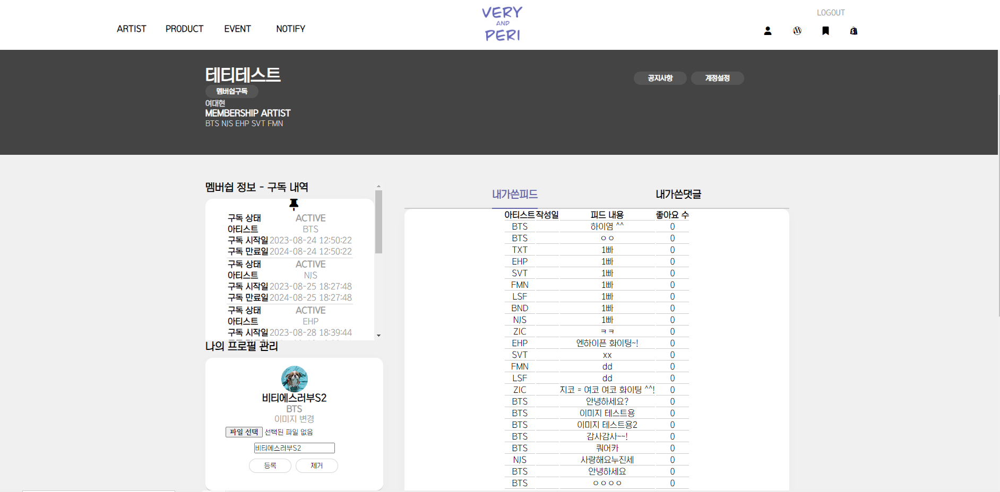 VERY
AND
PERI
LOGOUT
ARTIST PRODUCT EVENT NOTIFY
테티테스트
공지사항 계정설정
멤버쉽구독
여대현
MEMBERSHIP ARTIST
BTS NJS EHP SVT FMN
멤버쉽 정보 - 구독 내역
구독 상태 ACTIVE
아티스트 BTS
구독 시작일 2023-08-24 12:50:22
구독 만료일 2024-08-24 12:50:22
구독 상태 ACTIVE
아티스트 NJS
구독 시작일 2023-08-25 18:27:48
구독 만료일 2024-08-25 18:27:48
구독 상태 ACTIVE
아티스트 EHP
구독 시작일 2023-08-28 18:39:44
나의 프로필 관리
비티에스러부S2
BTS
이미지 변경
파일 선택 선택된 파일 없음
비티에스러부S2
등록 제거
내가쓴피드 내가쓴댓글
아티스트 작성일 피드 내용 좋아요 수
BTS 하이염 ^^ 0
BTS ㅇㅇ 0
TXT 1빠 0
EHP 1빠 0
SVT 1빠 0
FMN 1빠 0
LSF 1빠 0
BND 1빠 0
NJS 1빠 0
ZIC ㅋㅋ 0
EHP 엔하이픈 화이팅~! 0
SVT xx 0
FMN dd 0
LSF dd 0
ZIC 지코 = 여코 여코 화이팅 ^^! 0
BTS 안녕하세요? 0
BTS 이미지 테스트용 0
BTS 이미지 테스트용2 0
BTS 감사감사~~! 0
BTS 쿼어카 0
NJS 사랑해요누진세 0
BTS 안녕하세요 0
BTS ㅇㅇㅇㅇ 0